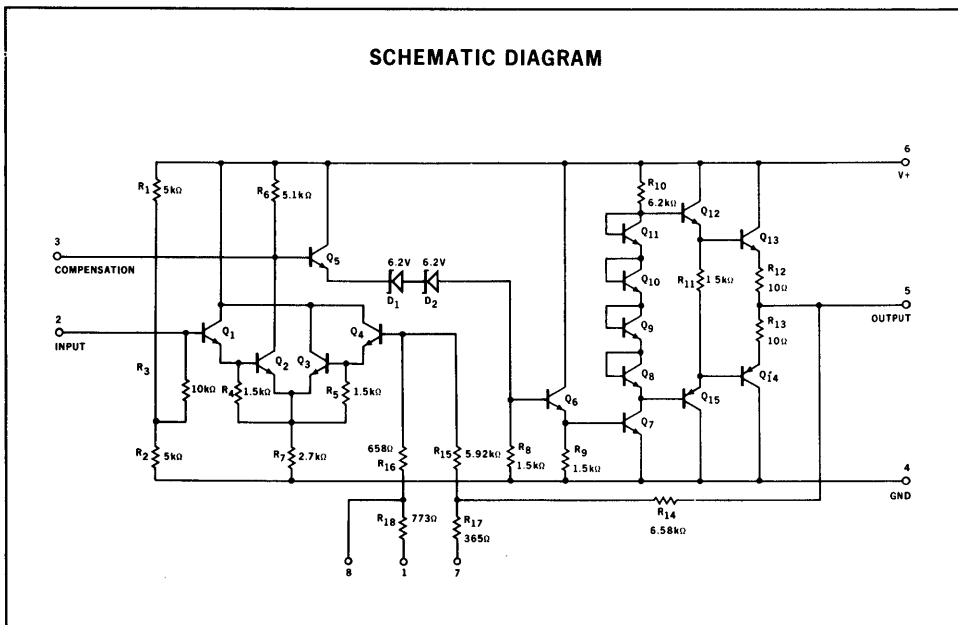 SCHEMATIC DIAGRAM
6
V+
R10
6.2kΩ
R1
5kΩ
R6
5.1kΩ
Q12
Q11
Q13
3
COMPENSATION
Q5
6.2V
6.2V
D1
D2
Q10
R11
1.5kΩ
R12
10Ω
5
OUTPUT
2
INPUT
Q1
Q4
Q9
R13
10Ω
Q2
Q3
R3
10kΩ
R4
1.5kΩ
R5
1.5kΩ
Q8
Q14
Q6
Q15
Q7
R2
5kΩ
R7
2.7kΩ
658Ω
R16
R15
5.92kΩ
R8
1.5kΩ
R9
1.5kΩ
4
GND
R18
773Ω
R17
365Ω
R14
6.58kΩ
8
1
7